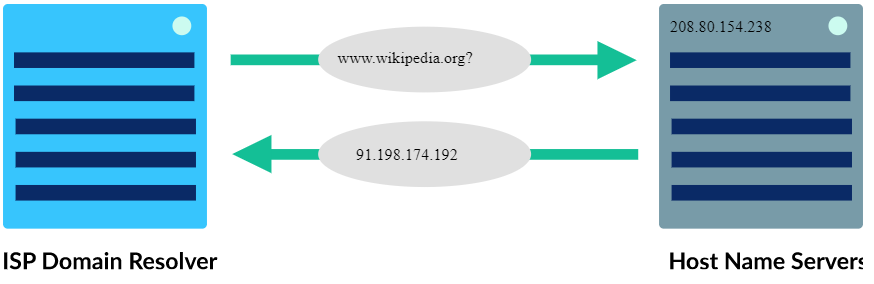 208.80.154.238
www.wikipedia.org?
91.198.174.192
ISP Domain Resolver
Host Name Servers